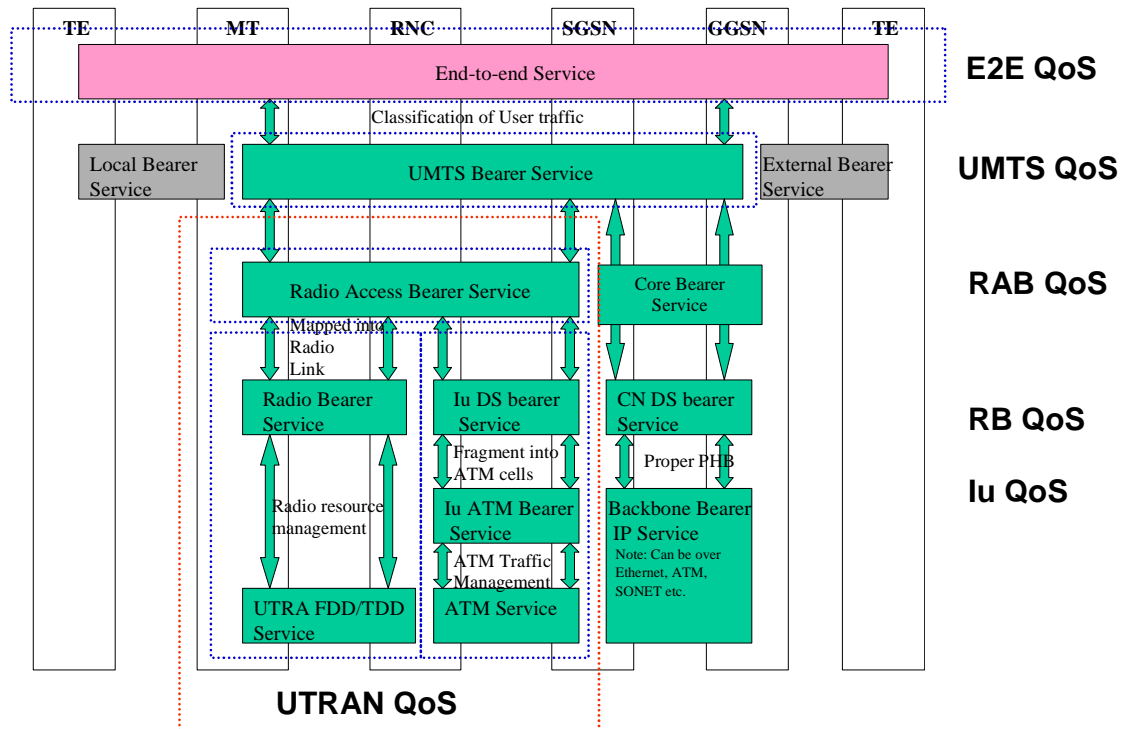 TE MT RNC SGSN GGSN TE
End-to-end Service
E2E QoS
Classification of User traffic
Local Bearer
Service
UMTS Bearer Service
External Bearer
Service
UMTS QoS
Radio Access Bearer Service
Core Bearer
Service
RAB QoS
Mapped into
Radio
Link
Radio Bearer
Service
Iu DS bearer
Service
CN DS bearer
Service
RB QoS
Fragment into
ATM cells
Proper PHB
Iu QoS
Radio resource
management
Iu ATM Bearer
Service
Backbone Bearer
IP Service
Note: Can be over
Ethernet, ATM,
SONET etc.
ATM Traffic
Management
UTRA FDD/TDD
Service
ATM Service
UTRAN QoS